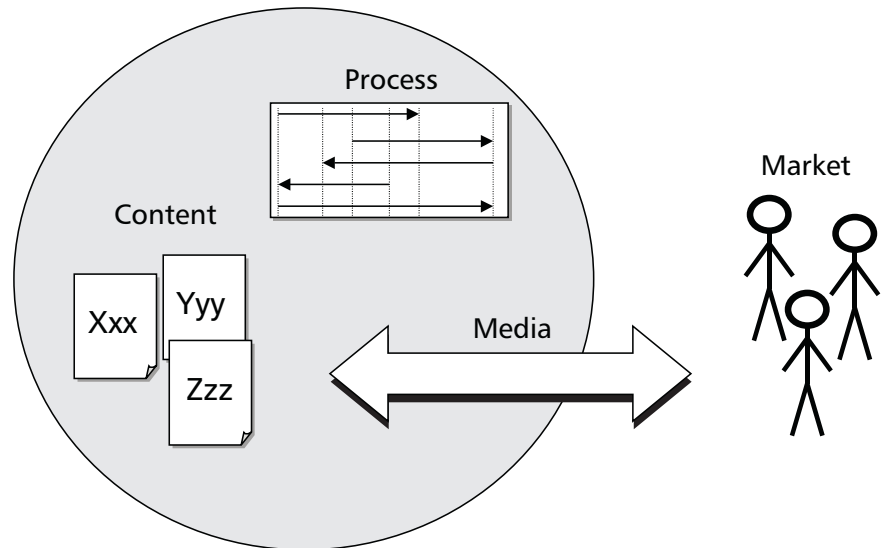 Process
Market
Content
Xxx
Yyy
Zzz
Media